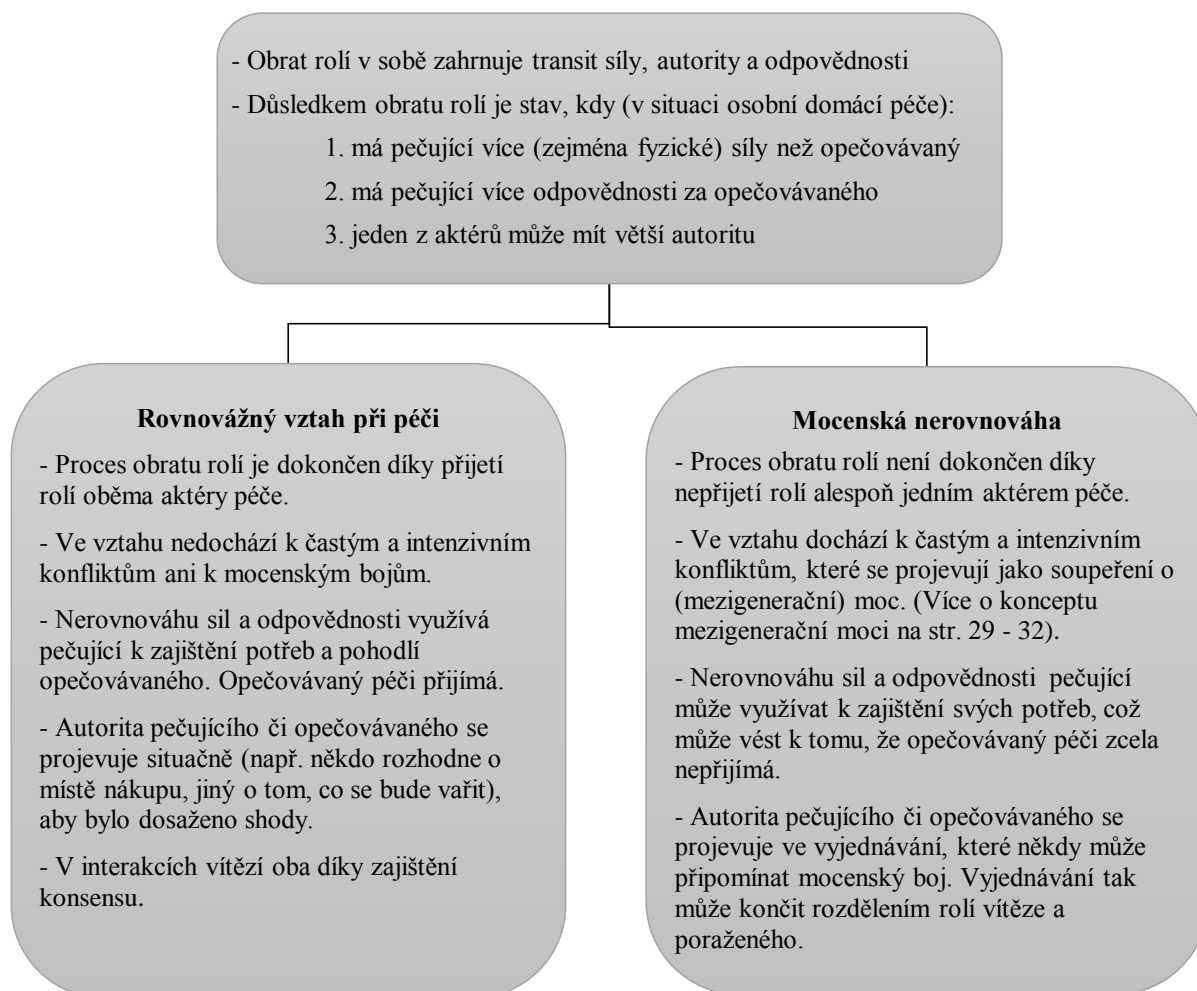 - Obrat rolí v sobě zahrnuje transit síly, autority a odpovědnosti
- Důsledkem obratu rolí je stav, kdy (v situaci osobní domácí péče):
1. má pečující více (zejména fyzické) síly než opečovávaný
2. má pečující více odpovědnosti za opečovávaného
3. jeden z aktérů může mít větší autoritu
Rovnovážný vztah při péči
- Proces obratu rolí je dokončen díky přijetí
rolí oběma aktéry péče.
- Ve vztahu nedochází k častým a intenzivním
konfliktům ani k mocenským bojům.
- Nerovnováhu sil a odpovědnosti využívá
pečující k zajištění potřeb a pohodlí
opečovávaného. Opečovávaný péči přijímá.
- Autorita pečujícího či opečovávaného se
projevuje situačně (např. někdo rozhodne o
místě nákupu, jiný o tom, co se bude vařit),
aby bylo dosaženo shody.
- V interakcích vítězí oba díky zajištění
konsensu.
Mocenská nerovnováha
- Proces obratu rolí není dokončen díky
nepřijetí rolí alespoň jedním aktérem péče.
- Ve vztahu dochází k častým a intenzivním
konfliktům, které se projevují jako soupeření o
(mezigenerační) moc. (Více o konceptu
mezigenerační moci na str. 29 - 32).
- Nerovnováhu sil a odpovědnosti pečující
může využívat k zajištění svých potřeb, což
může vést k tomu, že opečovávaný péči zcela
nepřijímá.
- Autorita pečujícího či opečovávaného se
projevuje ve vyjednávání, které někdy může
připomínat mocenský boj. Vyjednávání tak
může končit rozdělením rolí vítěze a
poraženého.